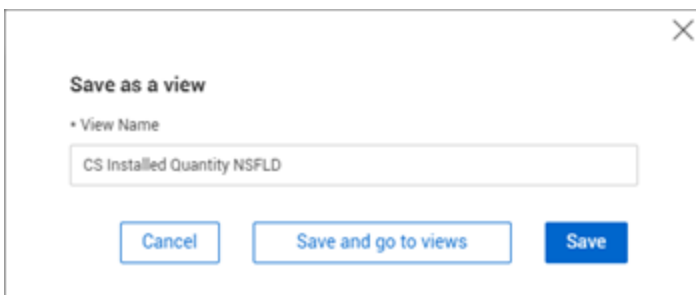 Save as a view
• View Name
CS Installed Quantity NSFLD
Cancel Save and go to views Save